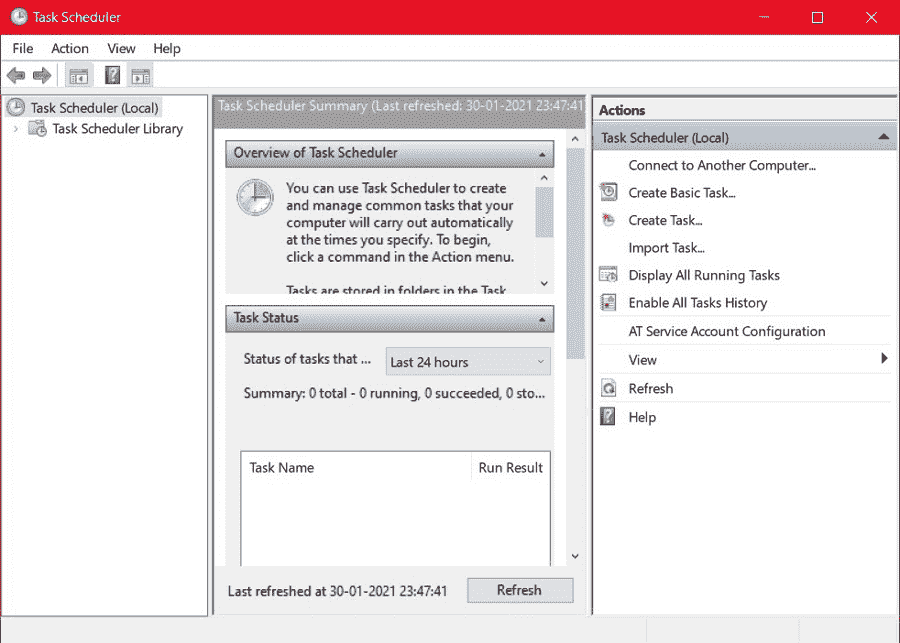 Task Scheduler
File Action View Help
Task Scheduler (Local)
Task Scheduler Library
Task Scheduler Summary (Last refreshed: 30-01-2021 23:47:41
Overview of Task Scheduler
You can use Task Scheduler to create
and manage common tasks that your
computer will carry out automatically
at the times you specify. To begin,
click a command in the Action menu.
Tasks are stored in folders in the Task
Task Status
Status of tasks that ... Last 24 hours
Summary: 0 total - 0 running, 0 succeeded, 0 sto...
Task Name Run Result
Last refreshed at 30-01-2021 23:47:41 Refresh
Actions
Task Scheduler (Local)
Connect to Another Computer...
Create Basic Task...
Create Task...
Import Task...
Display All Running Tasks
Enable All Tasks History
AT Service Account Configuration
View
Refresh
Help